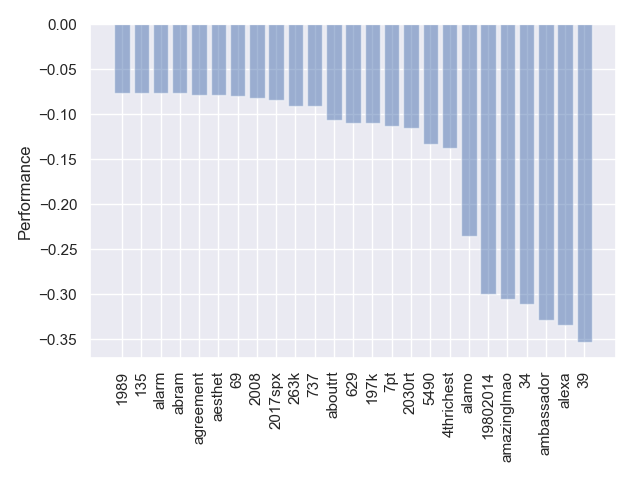 0.00
−0.05
−0.10
−0.15
−0.20
−0.25
−0.30
−0.35
Performance
1989
135
alarm
abram
agreement
aesthet
69
2008
2017spx
263k
737
aboutrt
629
197k
7pt
2030rt
5490
4thrichest
alamo
19802014
amazinglmao
34
ambassador
alexa
39